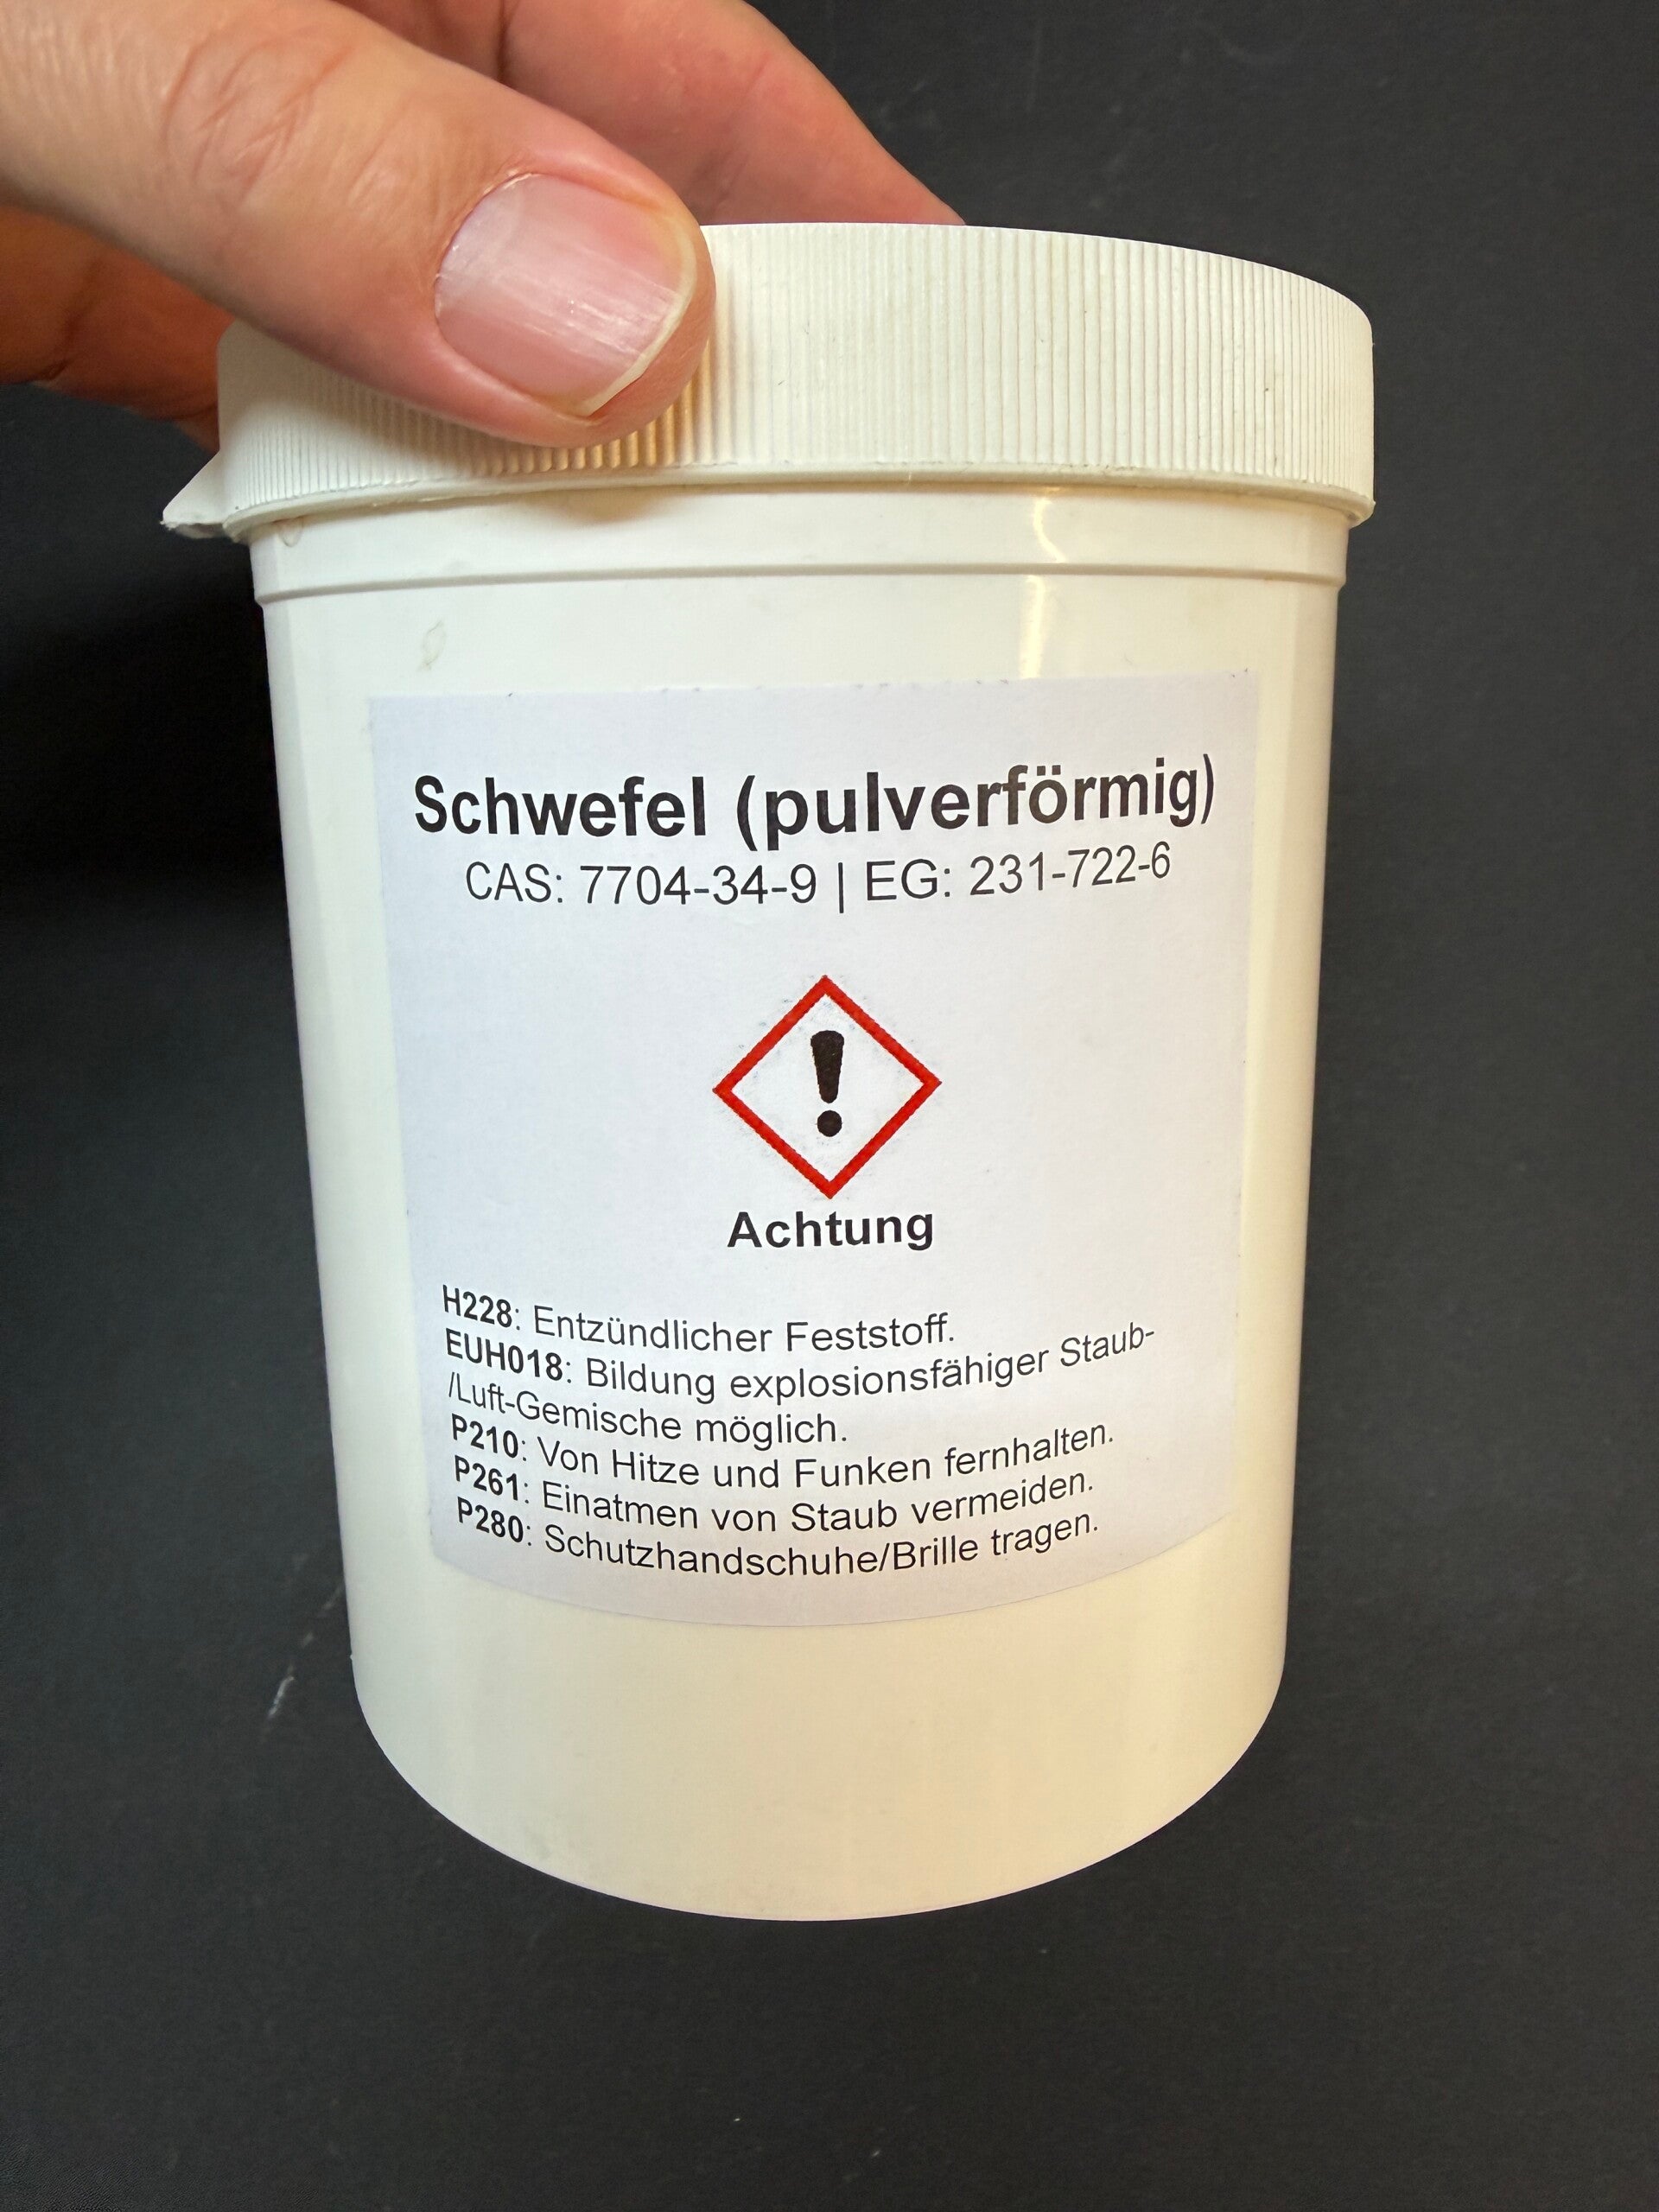 Schwefel (pulverförmig)
CAS: 7704-34-9 | EG: 231-722-6
!
Achtung
H228: Entzündlicher Feststoff.
EUH018: Bildung explosionsfähiger Staub-
/Luft-Gemische möglich.
P210: Von Hitze und Funken fernhalten.
P261: Einatmen von Staub vermeiden.
P280: Schutzhandschuhe/Brille tragen.